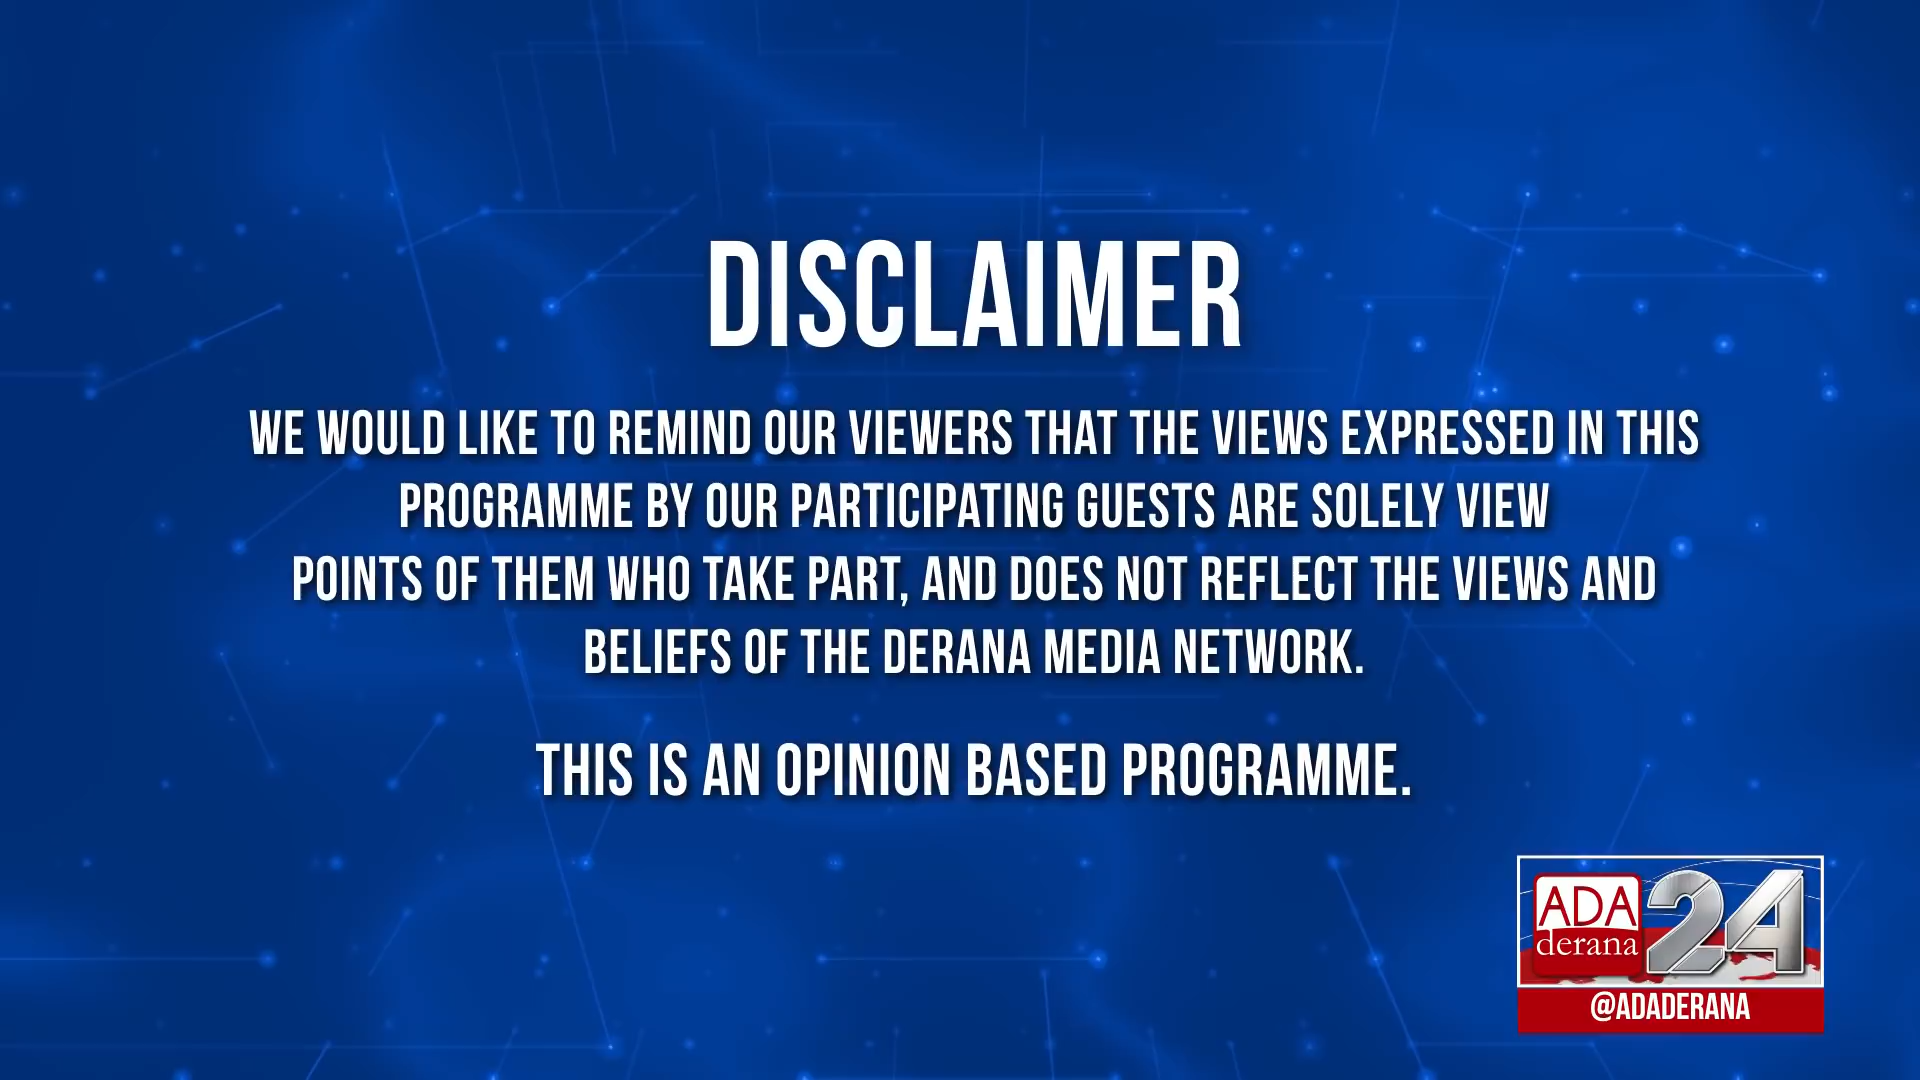 DISCLAIMER
WE WOULD LIKE TO REMIND OUR VIEWERS THAT THE VIEWS EXPRESSED IN THIS
PROGRAMME BY OUR PARTICIPATING GUESTS ARE SOLELY VIEW
POINTS OF THEM WHO TAKE PART, AND DOES NOT REFLECT THE VIEWS AND
BELIEFS OF THE DERANA MEDIA NETWORK.
THIS IS AN OPINION BASED PROGRAMME.
ADA
derana
24
@ADADERANA